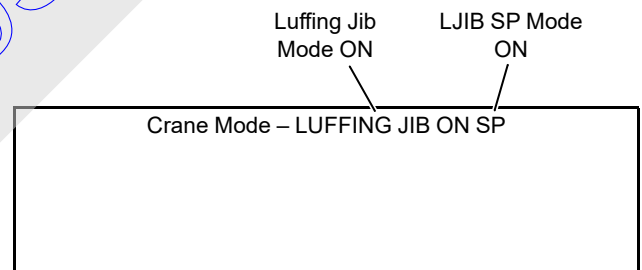 Luffing Jib
Mode ON
LJIB SP Mode
ON
Crane Mode – LUFFING JIB ON SP